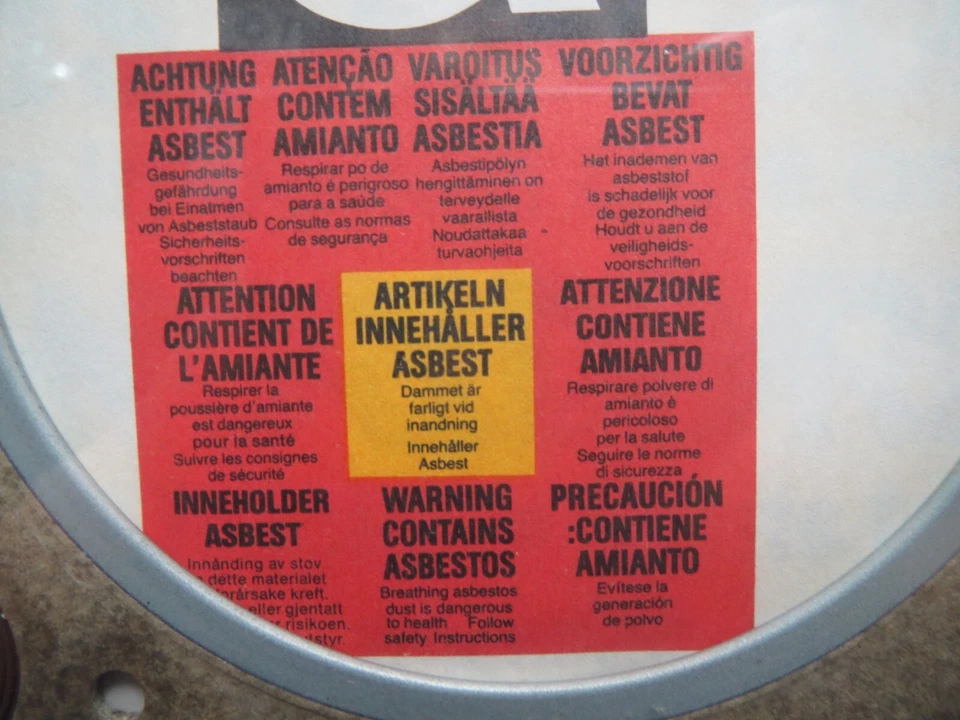 ACHTUNG
ENTHÄLT
ASBEST
Gesundheits-
gefährdung
bei Einatmen
von Asbeststaub
Sicherheits-
vorschriften
beachten
ATENÇÃO
CONTÉM
AMIANTO
Respirar po de
amianto é perigroso
para a saúde
Consulte as normas
de segurança
VAROITUS
SISÄLTÄÄ
ASBESTIA
Asbestipölyn
hengittäminen on
terveydelle
vaarallista
Noudattakaa
turvaohjeita
VOORZICHTIG
BEVAT
ASBEST
Het inademen van
asbeststof
is schadelijk voor
de gezondheid
Houdt u aan de
veiligheids-
voorschriften
ATTENTION
CONTIENT DE
L'AMIANTE
Respirer la
poussière d'amiante
est dangereux
pour la santé
Suivre les consignes
de sécurité
ARTIKELN
INNEHÅLLER
ASBEST
Dammet är
farligt vid
inandning
Innehåller
Asbest
ATTENZIONE
CONTIENE
AMIANTO
Respirare polvere di
amianto è
pericoloso
per la salute
Seguire le norme
di sicurezza
INNEHOLDER
ASBEST
Innånding av stov
dette materialet
kreft.
eller gjentatt
risikoen.
WARNING
CONTAINS
ASBESTOS
Breathing asbestos
dust is dangerous
to health Follow
safety Instructions
PRECAUCIÓN
:CONTIENE
AMIANTO
Evítese la
generación
de polvo